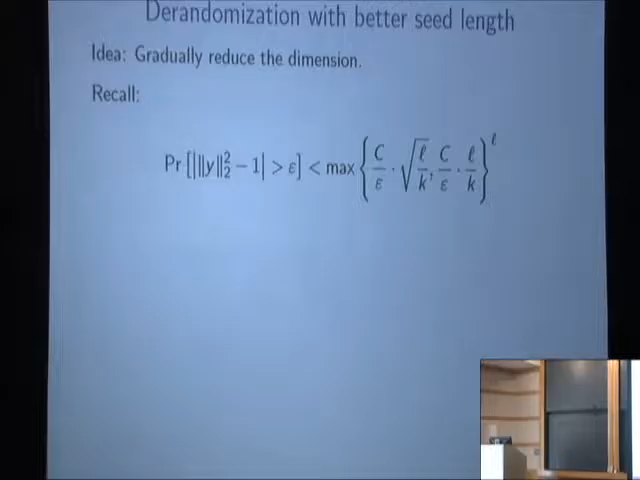 Derandomization with better seed length
Idea: Gradually reduce the dimension.
Recall:
Pr [|‖y‖₂² − 1| > ε] < max { C/ε · √(ℓ/k), C/ε · ℓ/k }^ℓ